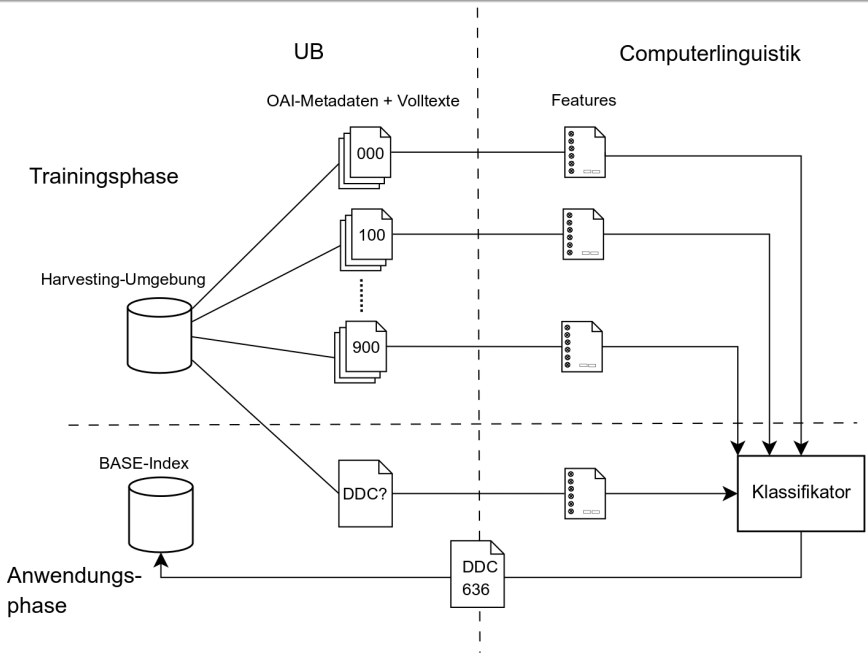 UB
Computerlinguistik
OAI-Metadaten + Volltexte
Features
000
Trainingsphase
100
Harvesting-Umgebung
900
BASE-Index
DDC?
Klassifikator
DDC
636
Anwendungs-
phase